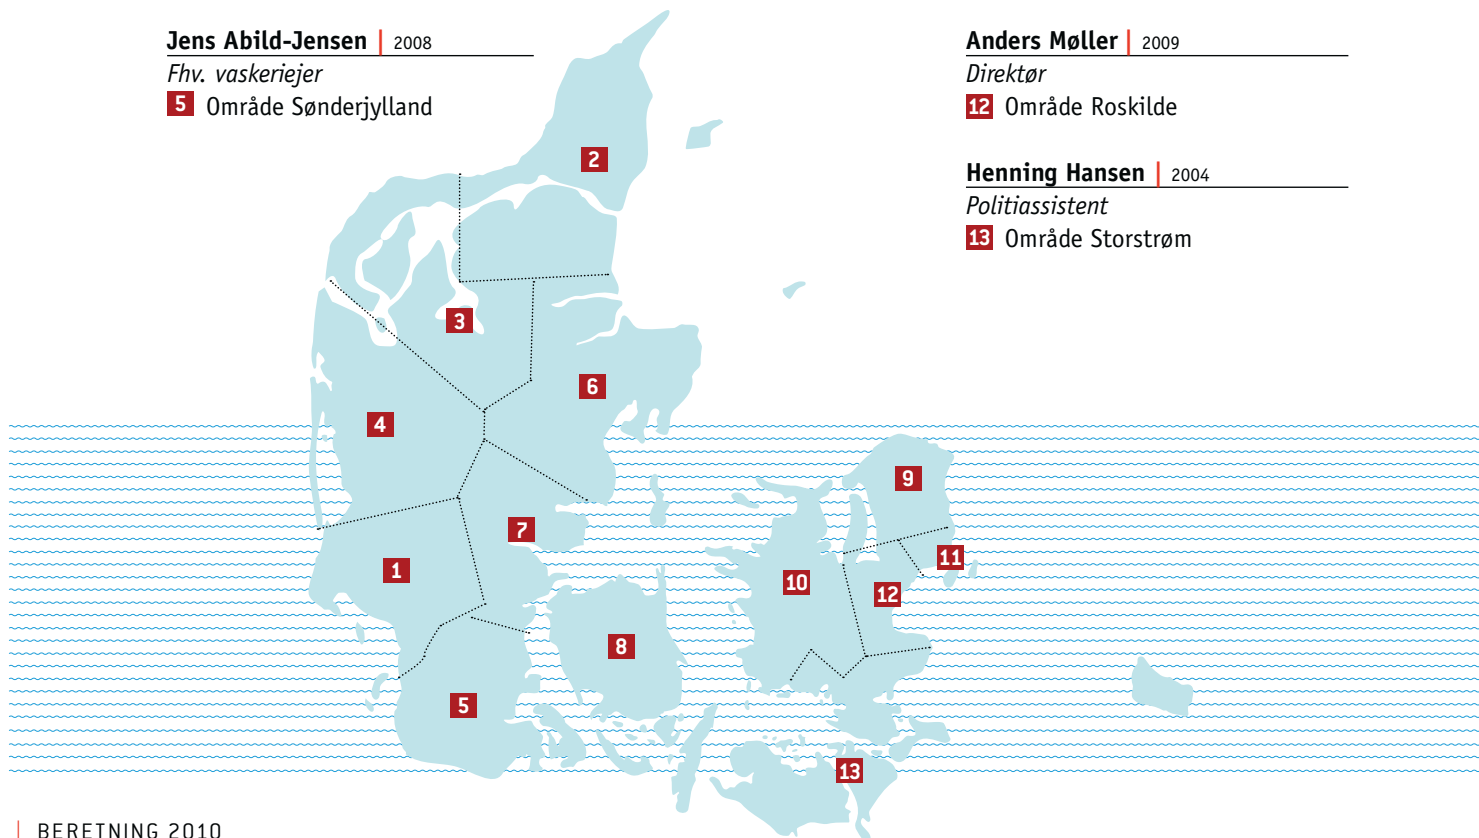 Jens Abild-Jensen | 2008
Fhv. vaskeriejer
5 Område Sønderjylland
Anders Møller | 2009
Direktør
12 Område Roskilde
Henning Hansen | 2004
Politiassistent
13 Område Storstrøm
2
3
6
4
9
7
11
1
10
12
8
5
13
| BERETNING 2010